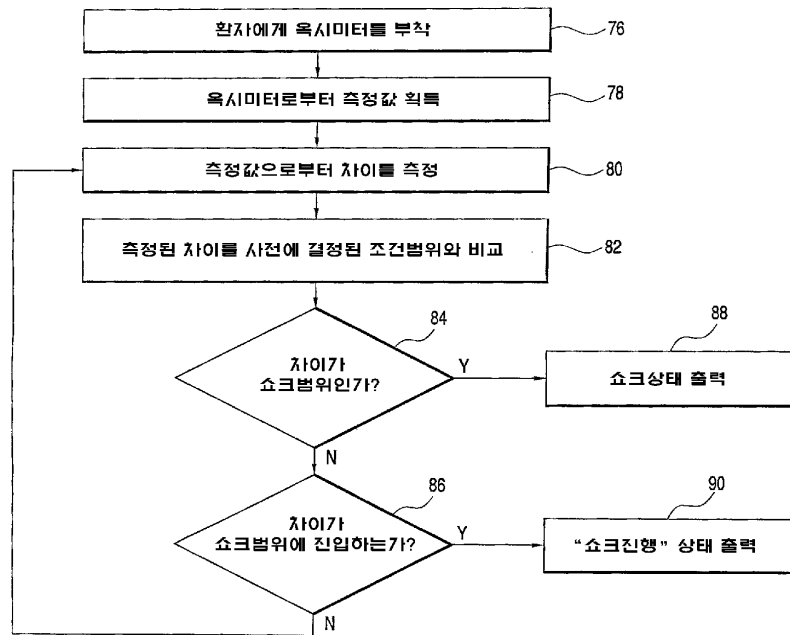 환자에게 옥시미터를 부착
76
옥시미터로부터 측정값 획득
78
측정값으로부터 차이를 측정
80
측정된 차이를 사전에 결정된 조건범위와 비교
82
84
차이가
쇼크범위인가?
Y
88
쇼크상태 출력
N
86
차이가
쇼크범위에 진입하는가?
Y
90
“쇼크진행” 상태 출력
N